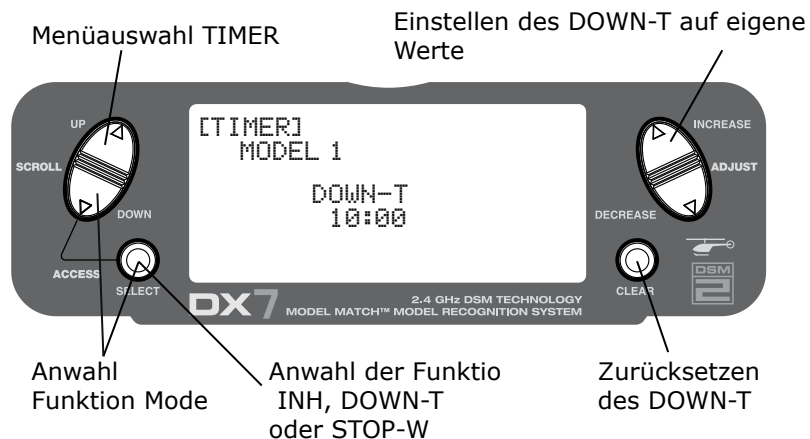 Menüauswahl TIMER
Einstellen des DOWN-T auf eigene
Werte
UP
SCROLL
DOWN
ACCESS
SELECT
[TIMER]
MODEL 1
DOWN-T
10:00
INCREASE
ADJUST
DECREASE
CLEAR
DSM
2
DX7
2.4 GHz DSM TECHNOLOGY
MODEL MATCH™ MODEL RECOGNITION SYSTEM
Anwahl
Funktion Mode
Anwahl der Funktio
INH, DOWN-T
oder STOP-W
Zurücksetzen
des DOWN-T